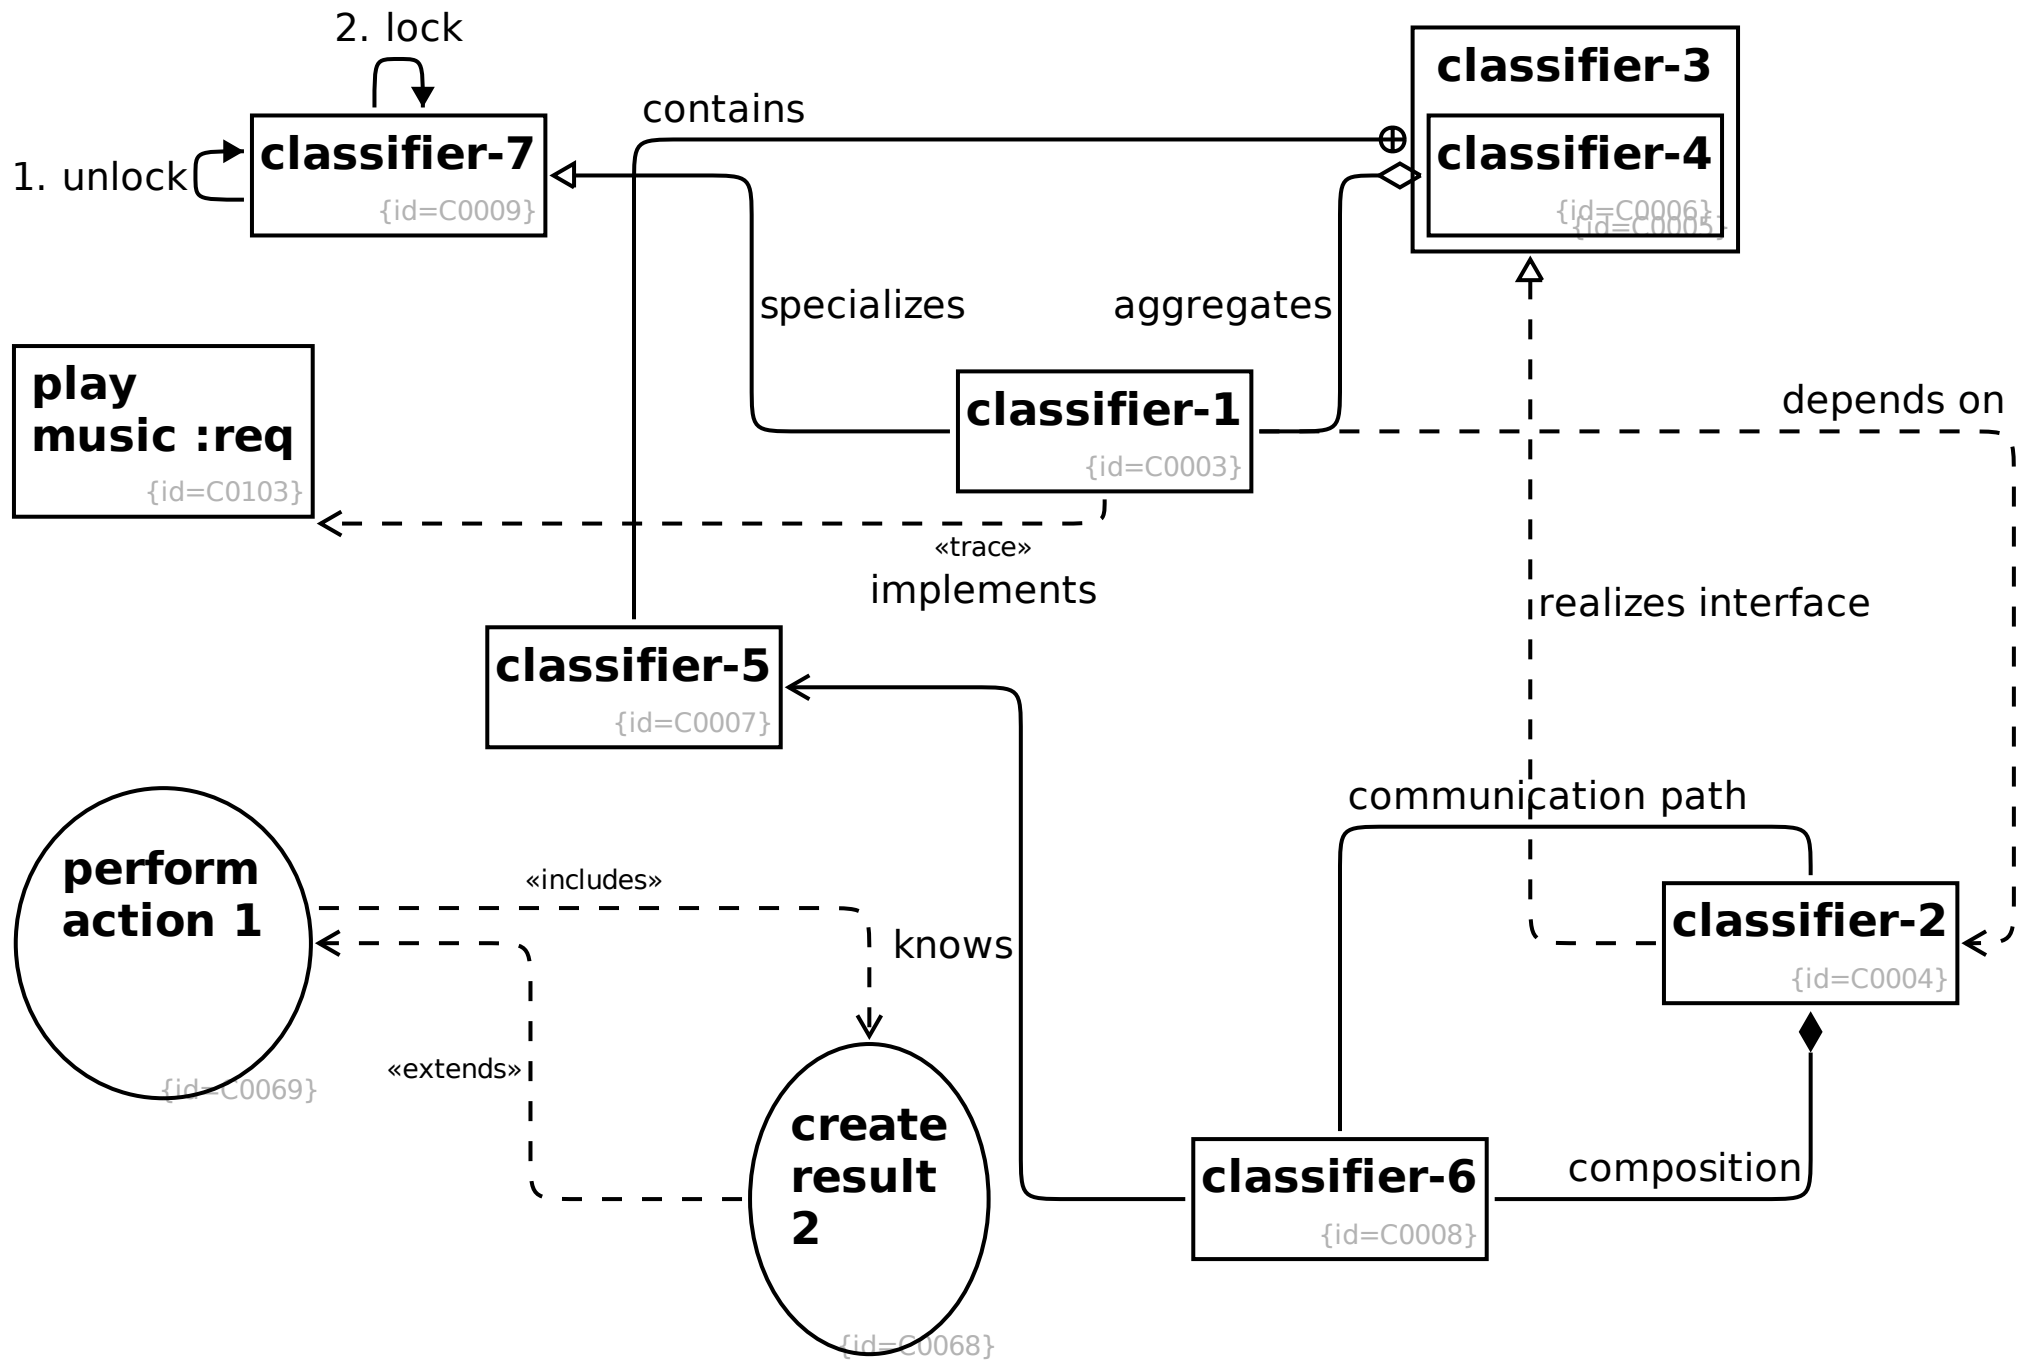 2. lock
classifier-3
contains
classifier-7
classifier-4
1. unlock
{id=C0009}
{id=C0006}
{id=C0005}
specializes
aggregates
play
music :req
{id=C0103}
classifier-1
{id=C0003}
depends on
«trace»
implements
realizes interface
classifier-5
{id=C0007}
communication path
perform
action 1
{id=C0069}
«includes»
knows
classifier-2
{id=C0004}
«extends»
create
result
2
{id=C0068}
classifier-6
{id=C0008}
composition